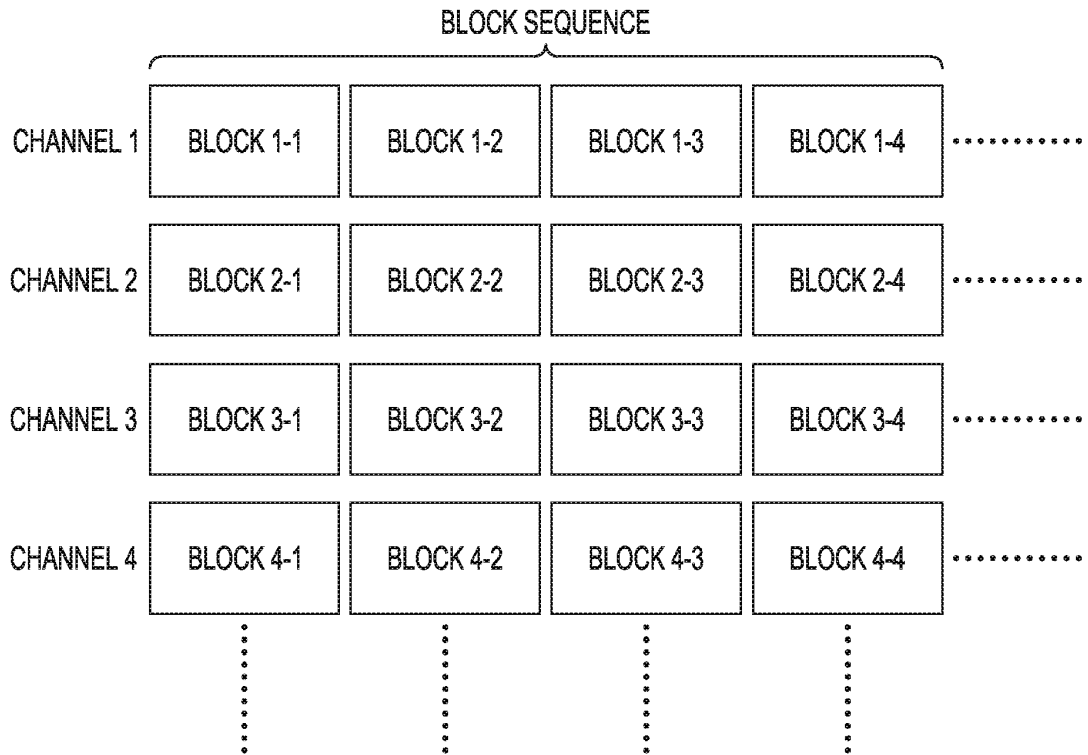 BLOCK SEQUENCE
CHANNEL 1 BLOCK 1-1 BLOCK 1-2 BLOCK 1-3 BLOCK 1-4
CHANNEL 2 BLOCK 2-1 BLOCK 2-2 BLOCK 2-3 BLOCK 2-4
CHANNEL 3 BLOCK 3-1 BLOCK 3-2 BLOCK 3-3 BLOCK 3-4
CHANNEL 4 BLOCK 4-1 BLOCK 4-2 BLOCK 4-3 BLOCK 4-4